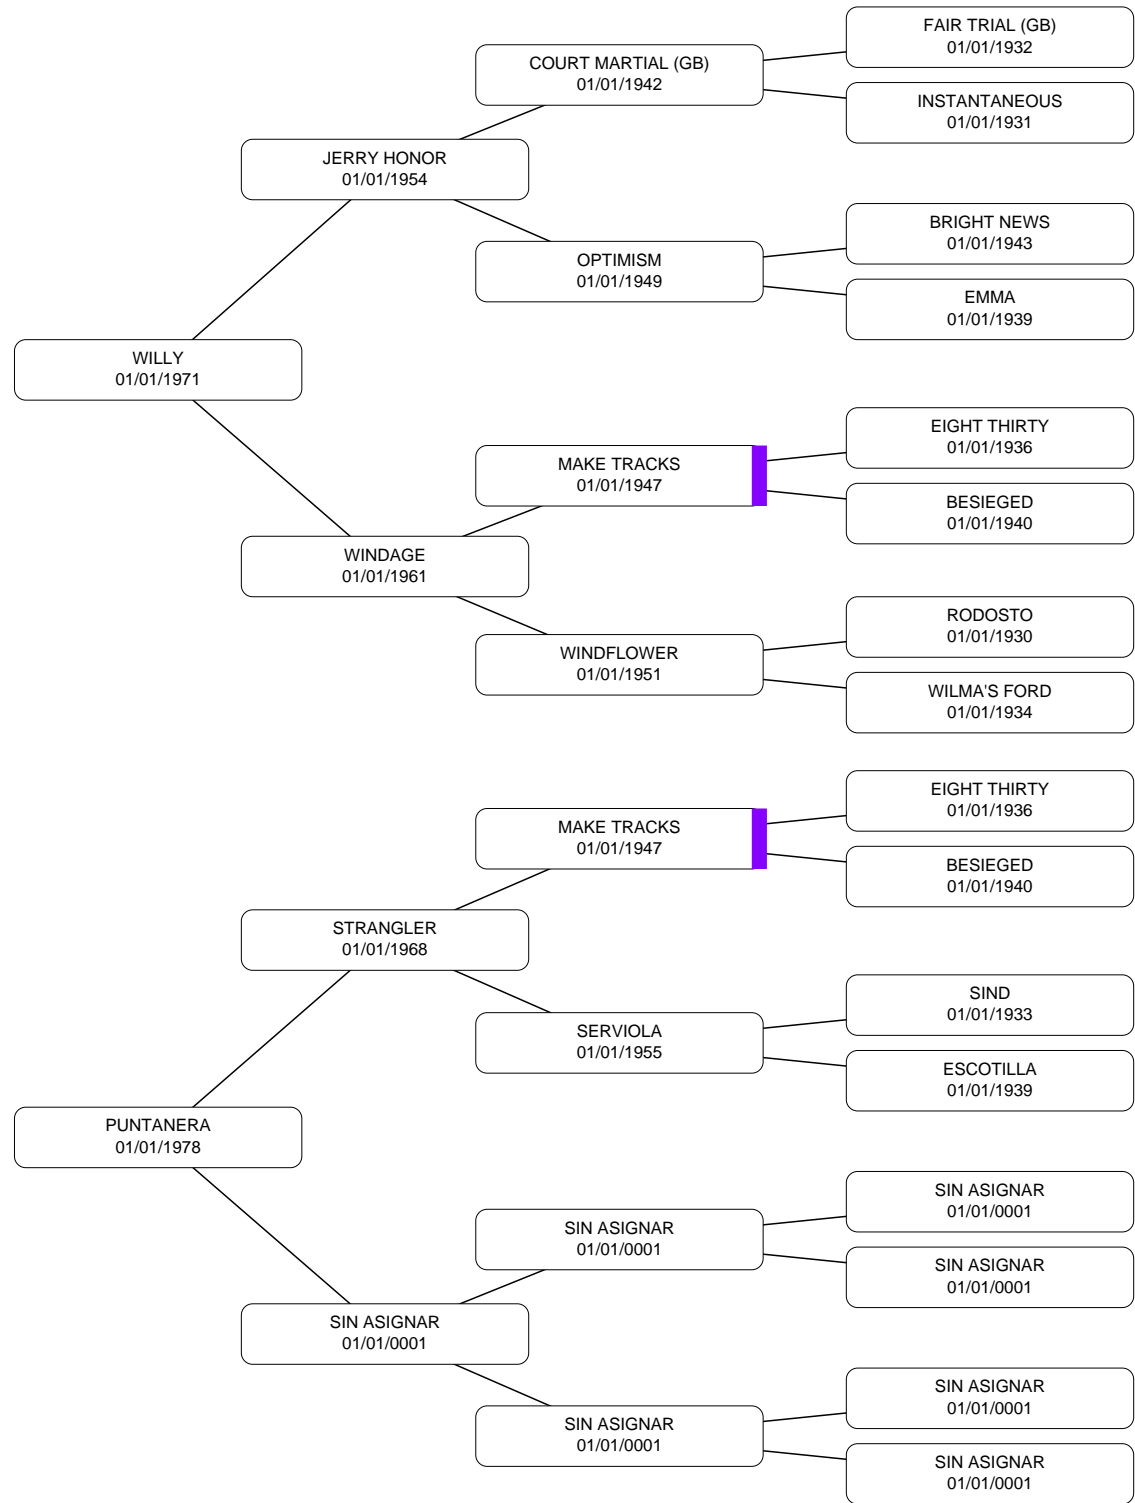 FAIR TRIAL (GB)
01/01/1932
COURT MARTIAL (GB)
01/01/1942
INSTANTANEOUS
01/01/1931
JERRY HONOR
01/01/1954
BRIGHT NEWS
01/01/1943
OPTIMISM
01/01/1949
EMMA
01/01/1939
WILLY
01/01/1971
EIGHT THIRTY
01/01/1936
MAKE TRACKS
01/01/1947
BESIEGED
01/01/1940
WINDAGE
01/01/1961
RODOSTO
01/01/1930
WINDFLOWER
01/01/1951
WILMA'S FORD
01/01/1934
EIGHT THIRTY
01/01/1936
MAKE TRACKS
01/01/1947
BESIEGED
01/01/1940
STRANGLER
01/01/1968
SIND
01/01/1933
SERVIOLA
01/01/1955
ESCOTILLA
01/01/1939
PUNTANERA
01/01/1978
SIN ASIGNAR
01/01/0001
SIN ASIGNAR
01/01/0001
SIN ASIGNAR
01/01/0001
SIN ASIGNAR
01/01/0001
SIN ASIGNAR
01/01/0001
SIN ASIGNAR
01/01/0001
SIN ASIGNAR
01/01/0001